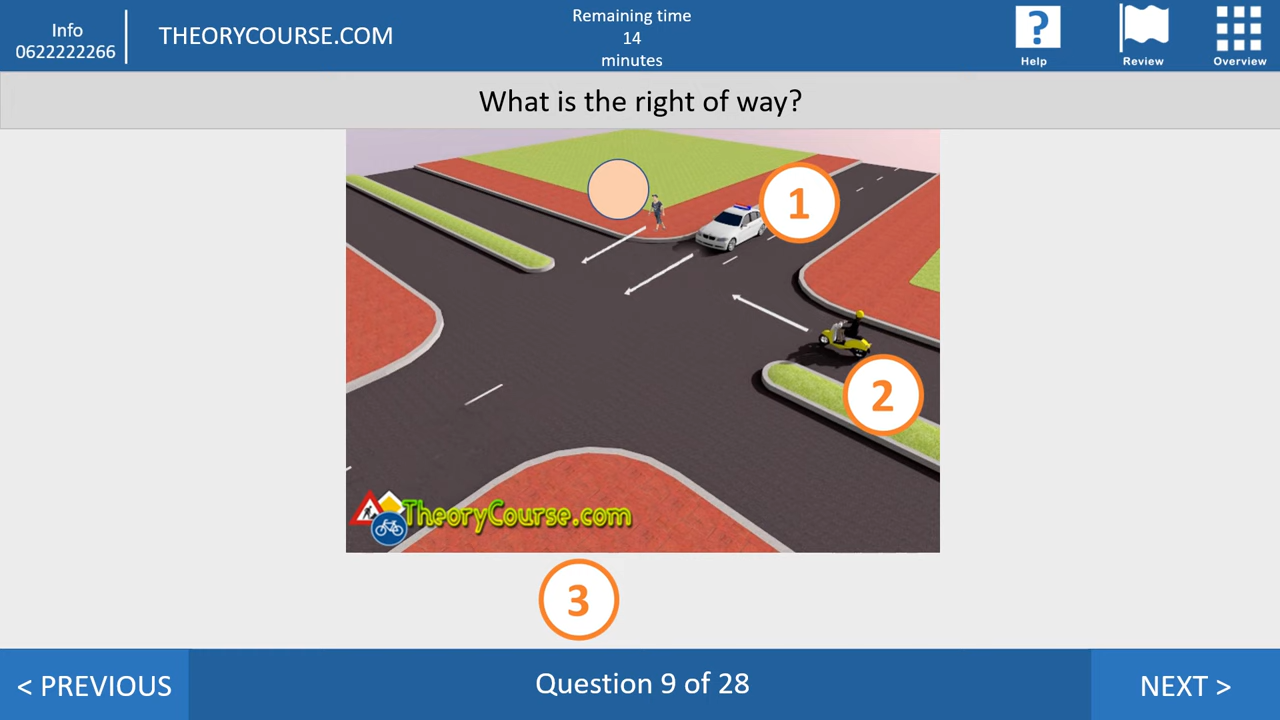 Info
0622222266
THEORYCOURSE.COM
Remaining time
14
minutes
?
Help
Review
Overview
What is the right of way?
1
2
TheoryCourse.com
3
< PREVIOUS
Question 9 of 28
NEXT >